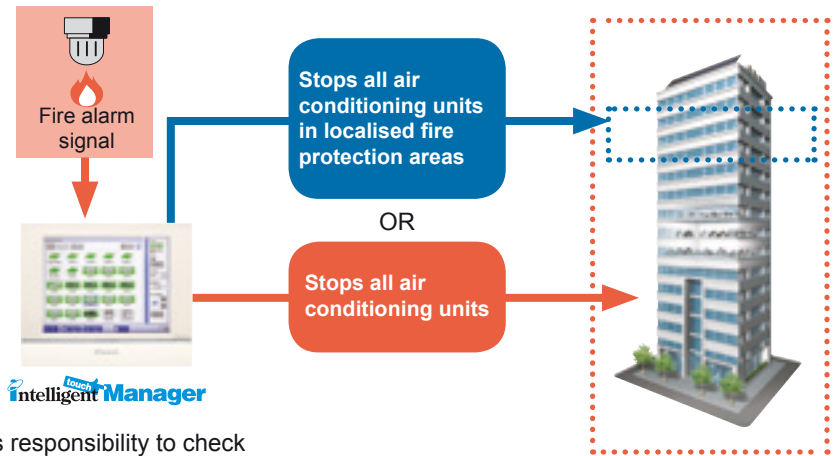 Fire alarm
signal
Stops all air
conditioning units
in localised fire
protection areas
OR
Stops all air
conditioning units
intelligent touch Manager
s responsibility to check